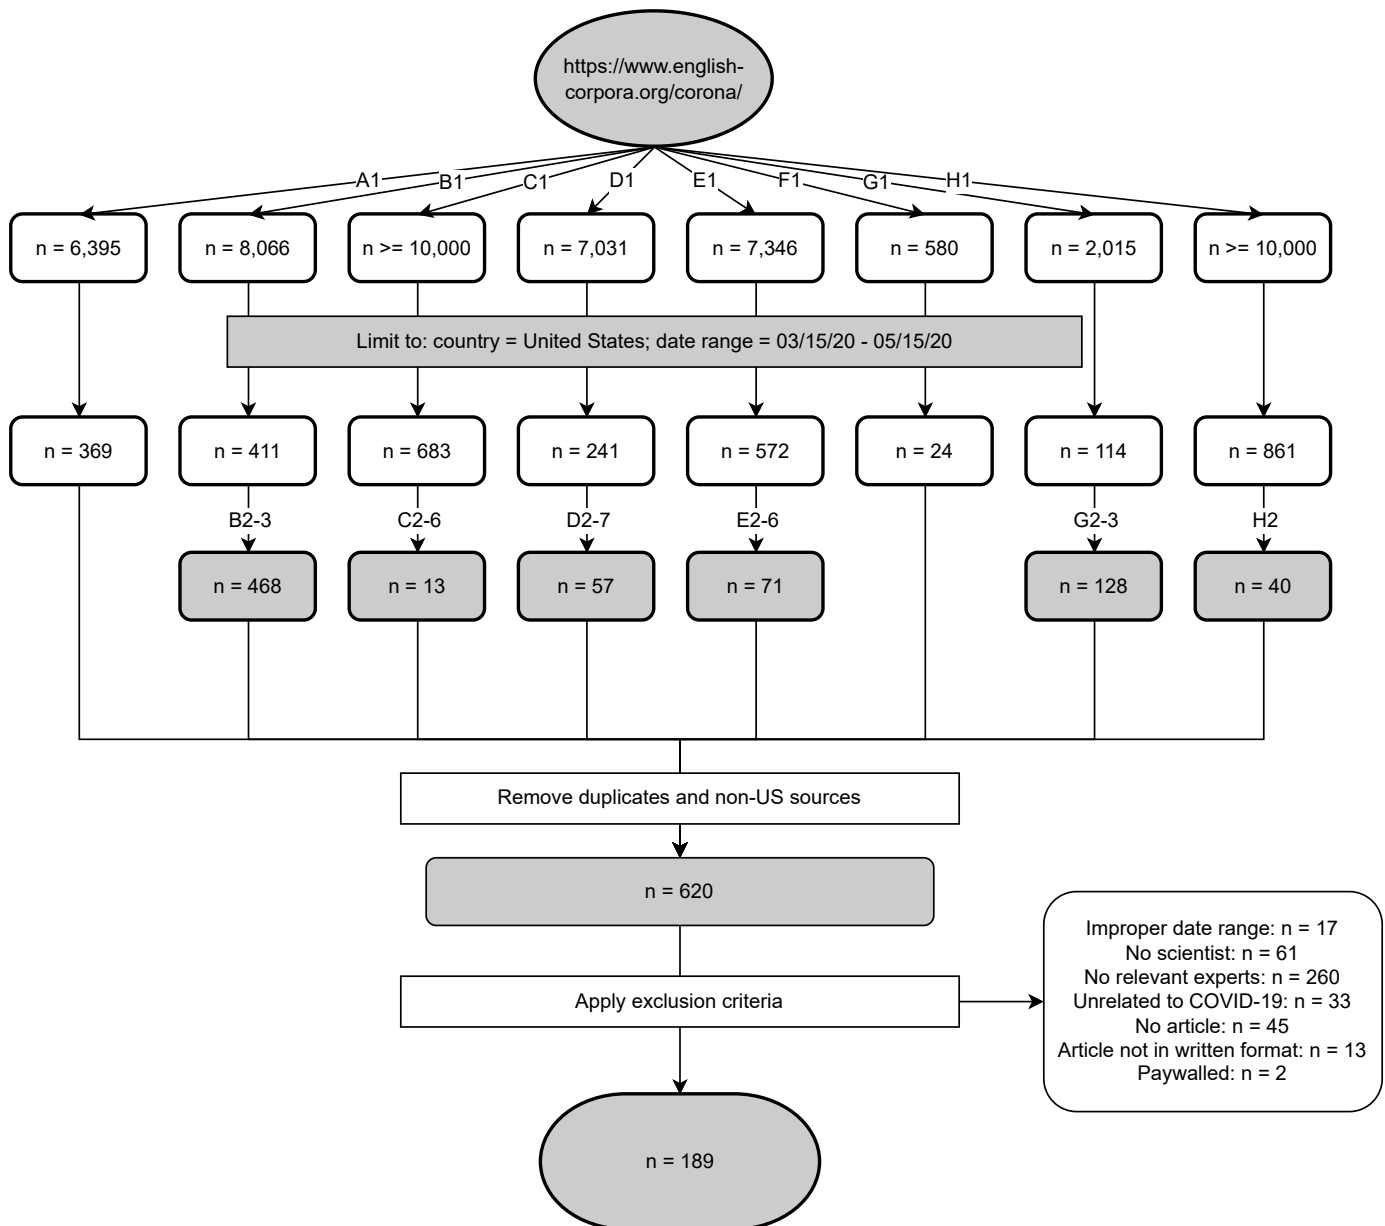 https://www.english-
corpora.org/corona/
A1
B1
C1
D1
E1
F1
G1
H1
n = 6,395
n = 8,066
n >= 10,000
n = 7,031
n = 7,346
n = 580
n = 2,015
n >= 10,000
Limit to: country = United States; date range = 03/15/20 - 05/15/20
n = 369
n = 411
n = 683
n = 241
n = 572
n = 24
n = 114
n = 861
B2-3
C2-6
D2-7
E2-6
G2-3
H2
n = 468
n = 13
n = 57
n = 71
n = 128
n = 40
Remove duplicates and non-US sources
n = 620
Apply exclusion criteria
Improper date range: n = 17
No scientist: n = 61
No relevant experts: n = 260
Unrelated to COVID-19: n = 33
No article: n = 45
Article not in written format: n = 13
Paywalled: n = 2
n = 189